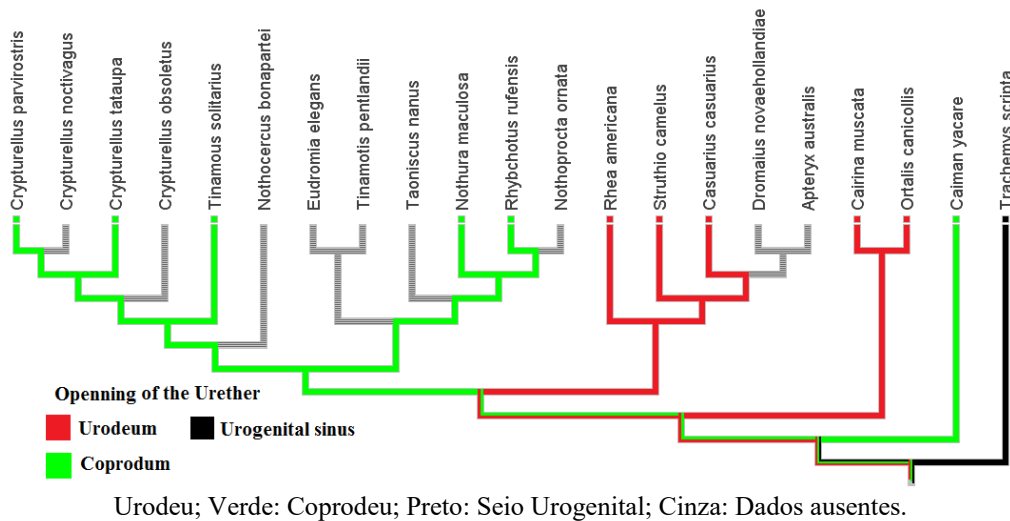 Crypturellus parvirostris
Crypturellus noctivagus
Crypturellus tataupa
Crypturellus obsoletus
Tinamous solitarius
Nothocercus bonapartei
Eudromia elegans
Tinamotis pentlandii
Taoniscus nanus
Nothura maculosa
Rhybchotus rufensis
Nothoprocta ornata
Rhea americana
Struthio camelus
Casuarius casuarius
Dromaius novaehollandiae
Apteryx australis
Cairina muscata
Ortalis canicollis
Caiman yacare
Trachemys scripta
Openning of the Urether
Urodeum
Urogenital sinus
Coprodum
Urodeu; Verde: Coprodeu; Preto: Seio Urogenital; Cinza: Dados ausentes.